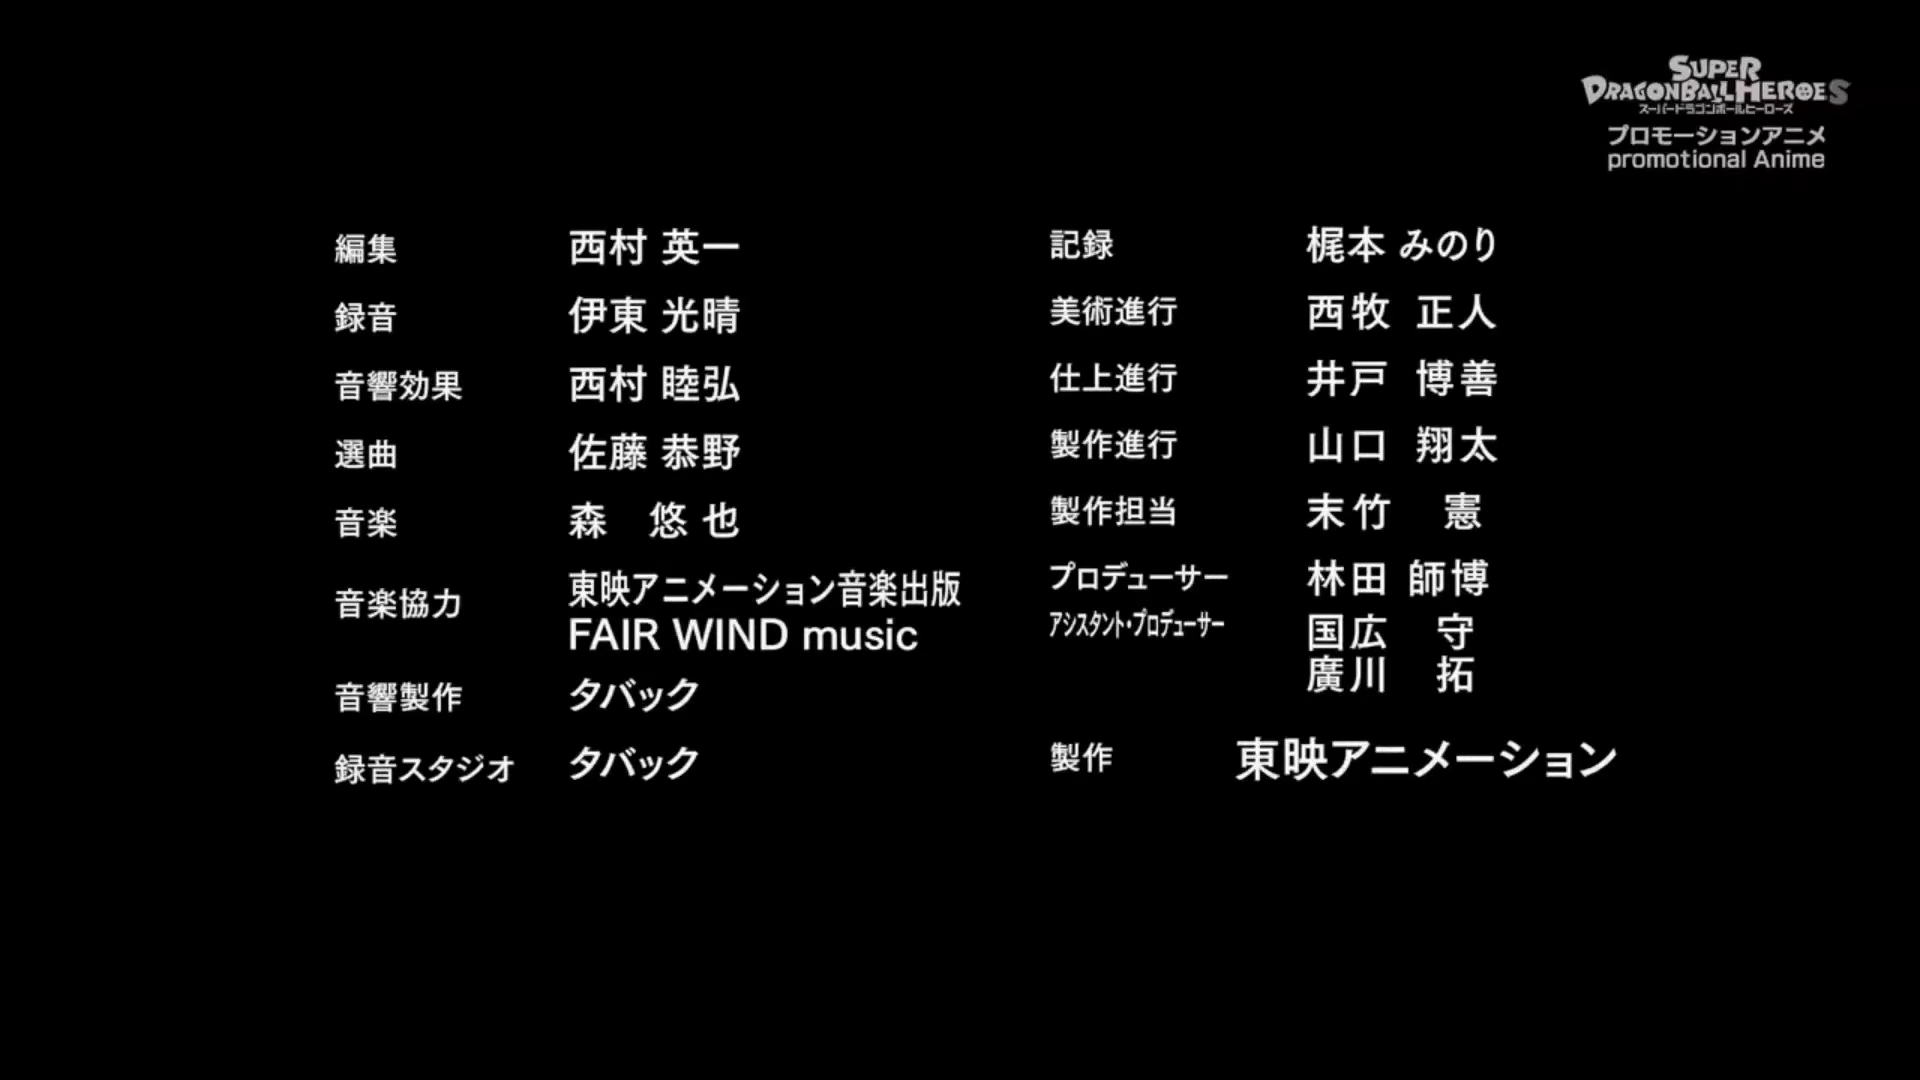 SUPER
DRAGONBALL HEROES
スーパードラゴンボールヒーローズ
プロモーションアニメ
promotional Anime
編集 西村 英一
録音 伊東 光晴
音響効果 西村 睦弘
選曲 佐藤 恭野
音楽 森 悠也
音楽協力 東映アニメーション音楽出版
FAIR WIND music
音響製作 タバック
録音スタジオ タバック
記録 梶本 みのり
美術進行 西牧 正人
仕上進行 井戸 博善
製作進行 山口 翔太
製作担当 末竹 憲
プロデューサー 林田 師博
アシスタント・プロデューサー 国広 守
廣川 拓
製作 東映アニメーション